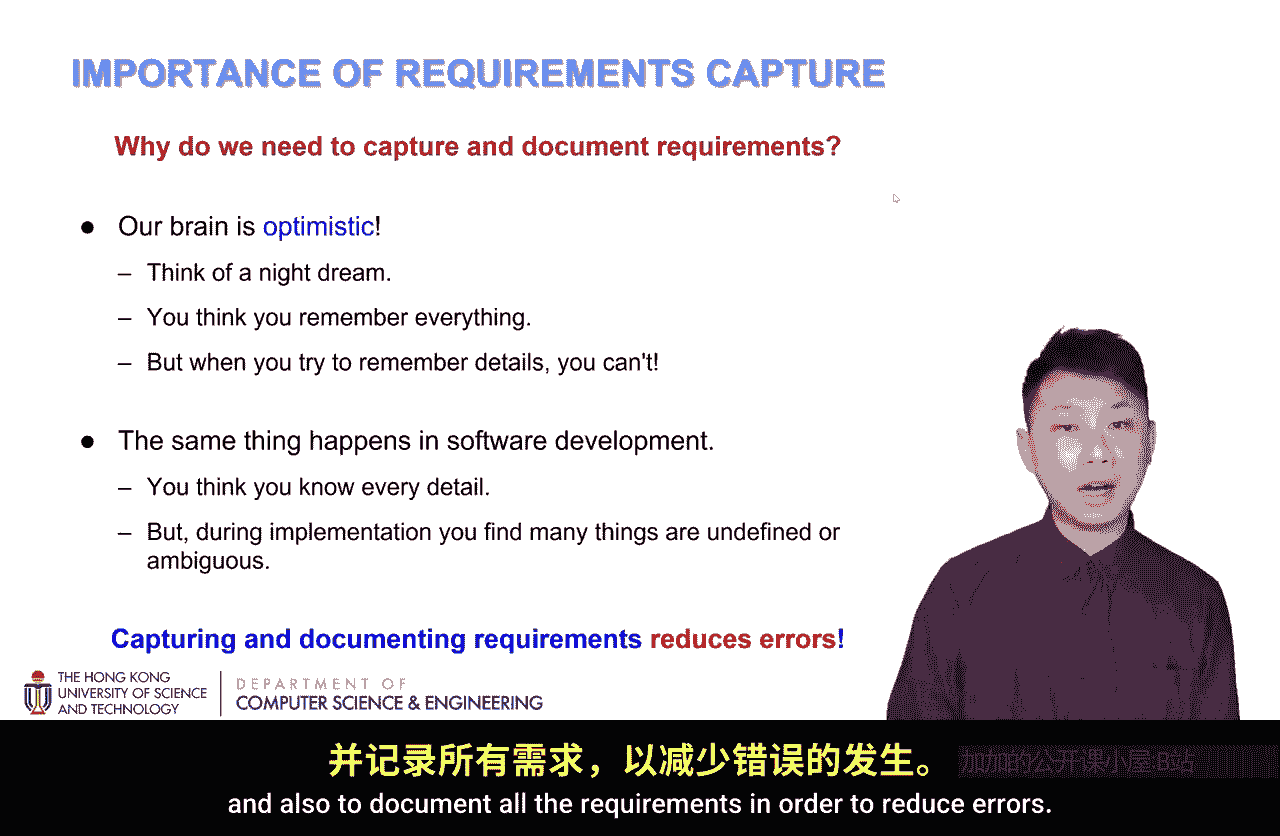 IMPORTANCE OF REQUIREMENTS CAPTURE
Why do we need to capture and document requirements?
● Our brain is optimistic!
– Think of a night dream.
– You think you remember everything.
– But when you try to remember details, you can't!
● The same thing happens in software development.
– You think you know every detail.
– But, during implementation you find many things are undefined or
ambiguous.
Capturing and documenting requirements reduces errors!
THE HONG KONG
UNIVERSITY OF SCIENCE
AND TECHNOLOGY
DEPARTMENT OF
COMPUTER SCIENCE & ENGINEERING
并记录所有需求，以减少错误的发生。
加加的公开课小屋:B站
and also to document all the requirements in order to reduce errors.